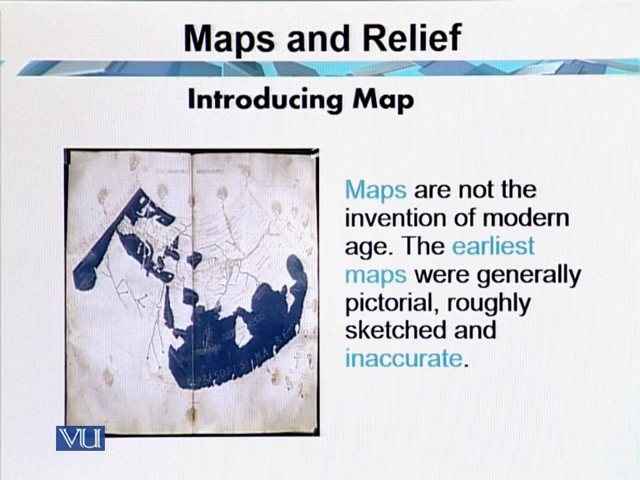 Maps and Relief
Introducing Map
Maps are not the
invention of modern
age. The earliest
maps were generally
pictorial, roughly
sketched and
inaccurate.
VU